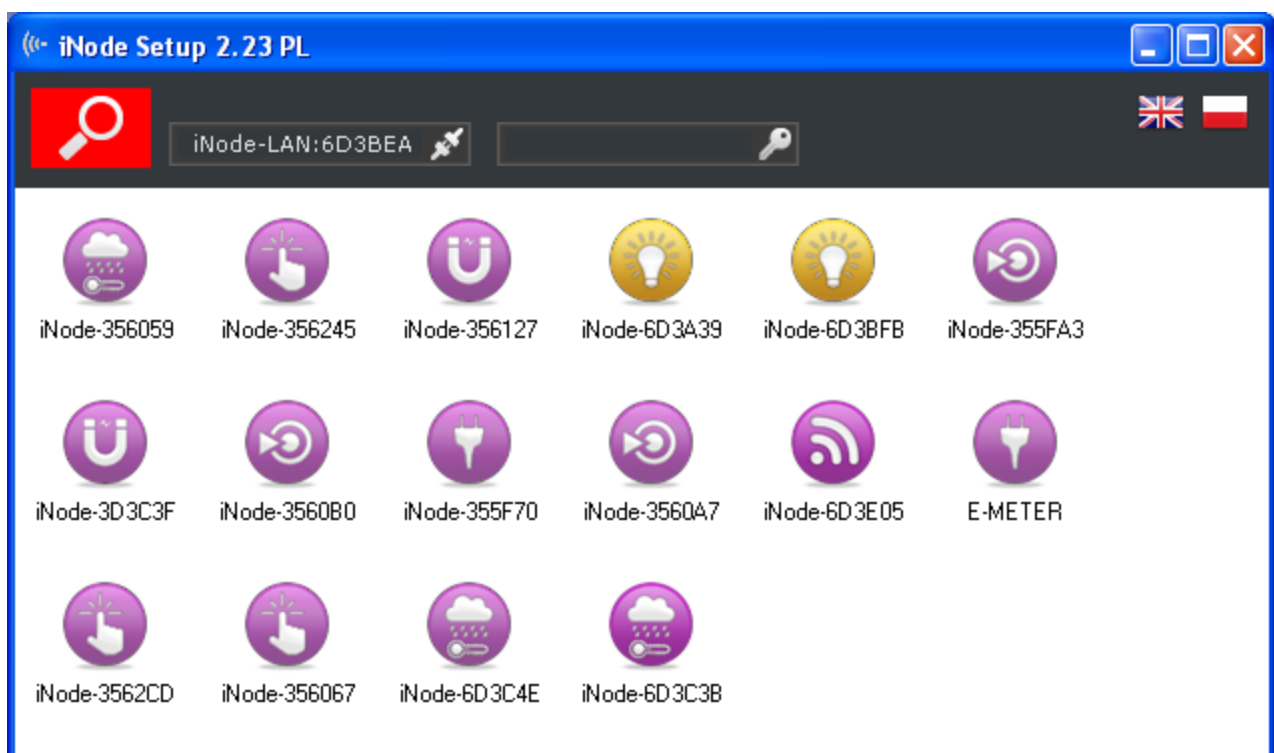 iNode Setup 2.23 PL
iNode-LAN:6D3BEA
iNode-356059 iNode-356245 iNode-356127 iNode-6D3A39 iNode-6D3BFB iNode-355FA3
iNode-3D3C3F iNode-3560B0 iNode-355F70 iNode-3560A7 iNode-6D3E05 E-METER
iNode-3562CD iNode-356067 iNode-6D3C4E iNode-6D3C3B